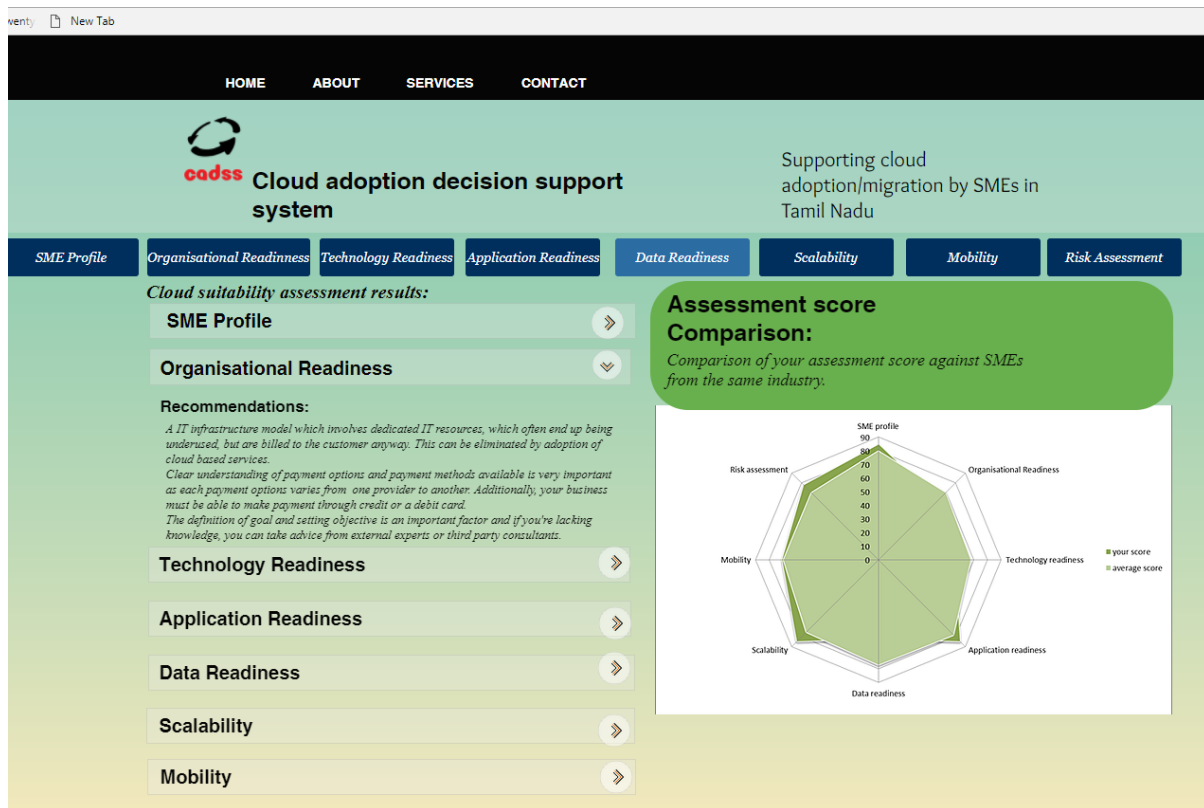 wenty New Tab
HOME ABOUT SERVICES CONTACT
cadss
Cloud adoption decision support
system
Supporting cloud
adoption/migration by SMEs in
Tamil Nadu
SME Profile Organisational Readinness Technology Readiness Application Readiness Data Readiness Scalability Mobility Risk Assessment
Cloud suitability assessment results:
SME Profile
Organisational Readiness
Recommendations:
A IT infrastructure model which involves dedicated IT resources, which often end up being
underused, but are billed to the customer anyway. This can be eliminated by adoption of
cloud based services.
Clear understanding of payment options and payment methods available is very important
as each payment options varies from one provider to another. Additionally, your business
must be able to make payment through credit or a debit card.
The definition of goal and setting objective is an important factor and if you're lacking
knowledge, you can take advice from external experts or third party consultants.
Technology Readiness
Application Readiness
Data Readiness
Scalability
Mobility
Assessment score
Comparison:
Comparison of your assessment score against SMEs
from the same industry.
SME profile
90
80
70
60
50
40
30
20
10
0
Organisational Readiness
Technology readiness
Application readiness
Data readiness
Scalability
Mobility
Risk assessment
your score
average score